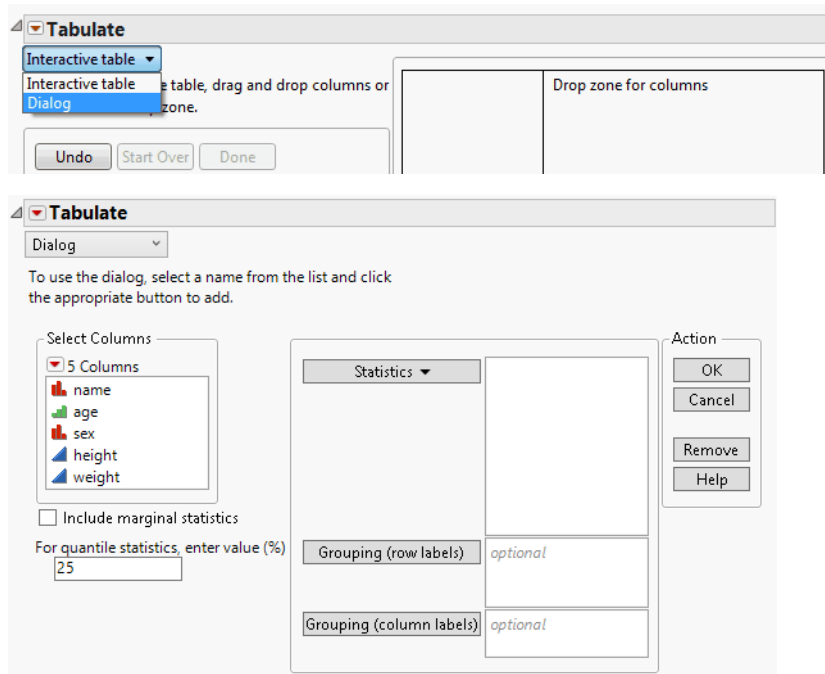 Tabulate
Interactive table
Interactive table
Dialog
e table, drag and drop columns or
zone.
Drop zone for columns
Undo
Start Over
Done
Tabulate
Dialog
To use the dialog, select a name from the list and click
the appropriate button to add.
Select Columns
5 Columns
name
age
sex
height
weight
Include marginal statistics
For quantile statistics, enter value (%)
25
Statistics
Grouping (row labels)
optional
Grouping (column labels)
optional
Action
OK
Cancel
Remove
Help